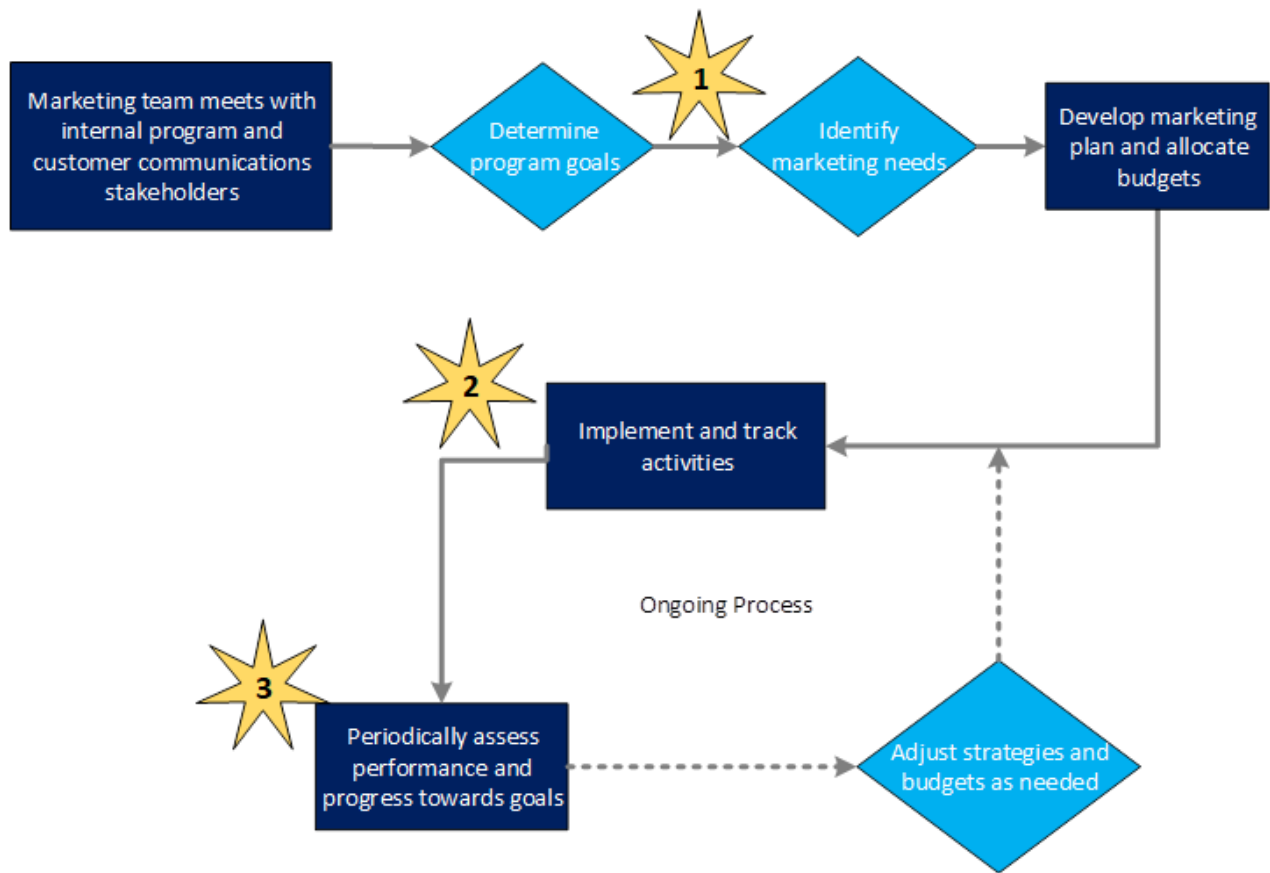 Marketing team meets with
internal program and
customer communications
stakeholders
Determine
program goals
1
Identify
marketing needs
Develop marketing
plan and allocate
budgets
2
Implement and track
activities
Ongoing Process
3
Periodically assess
performance and
progress towards goals
Adjust strategies and
budgets as needed